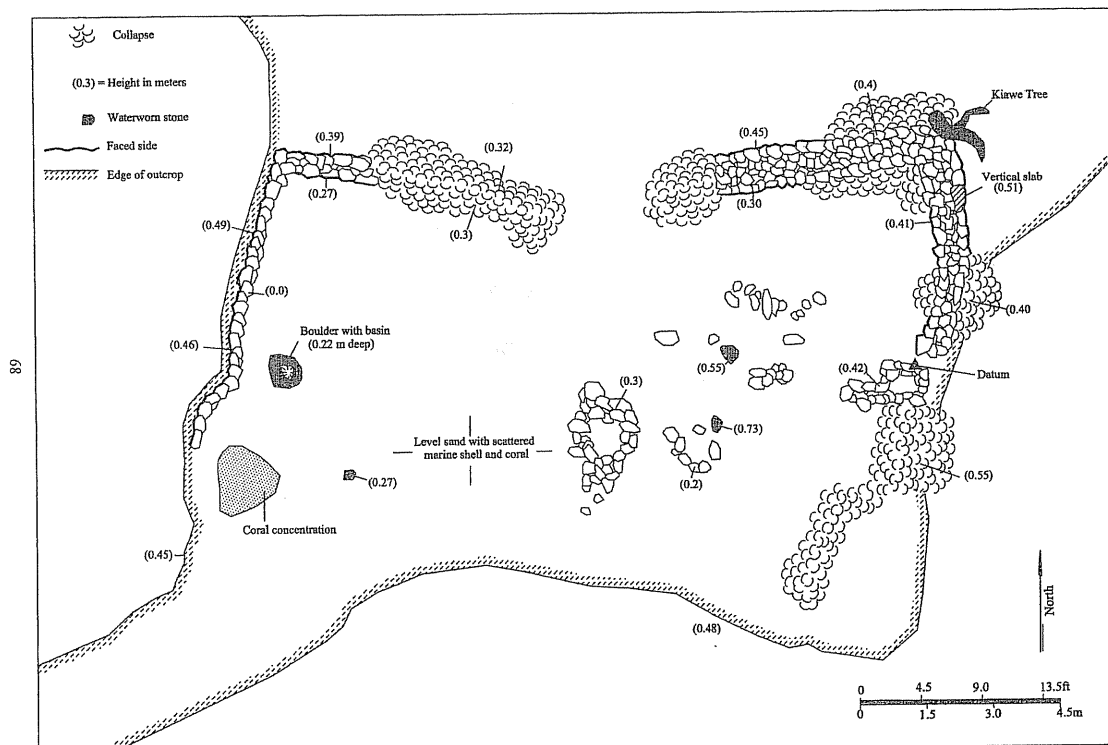 Collapse
(0.3) = Height in meters
Waterworn stone
Faced side
Edge of outcrop
(0.4)
Kiawe Tree
(0.39)
(0.45)
(0.32)
(0.27)
(0.30)
Vertical slab
(0.51)
(0.49)
(0.3)
(0.41)
(0.0)
(0.40
Boulder with basin
(0.22 m deep)
(0.46)
(0.55)
(0.42)
Datum
89
(0.3)
(0.73)
Level sand with scattered
marine shell and coral
(0.27)
(0.2)
(0.55)
Coral concentration
(0.45)
(0.48)
North
0 4.5 9.0 13.5ft
0 1.5 3.0 4.5m